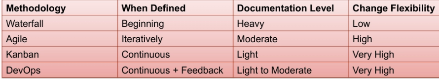 Methodology When Defined Documentation Level Change Flexibility
Waterfall Beginning Heavy Low
Agile Iteratively Moderate High
Kanban Continuous Light Very High
DevOps Continuous + Feedback Light to Moderate Very High